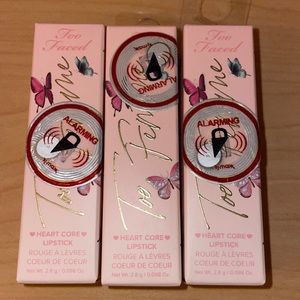 Too
Faced
ALARMING
Too Femme
♥HEART CORE♥
LIPSTICK
ROUGE À LÈVRES
COEUR DE COEUR
Net Wt. 2.8 g / 0.098 Oz.
ALARMING
Too Femme
♥HEART CORE♥
LIPSTICK
ROUGE À LÈVRES
COEUR DE COEUR
Net Wt. 2.8 g / 0.098 Oz.
Too
Faced
ALARMING
Too Femme
♥HEART CORE♥
LIPSTICK
ROUGE À LÈVRES
COEUR DE COEUR
Net Wt. 2.8 g / 0.098 Oz.